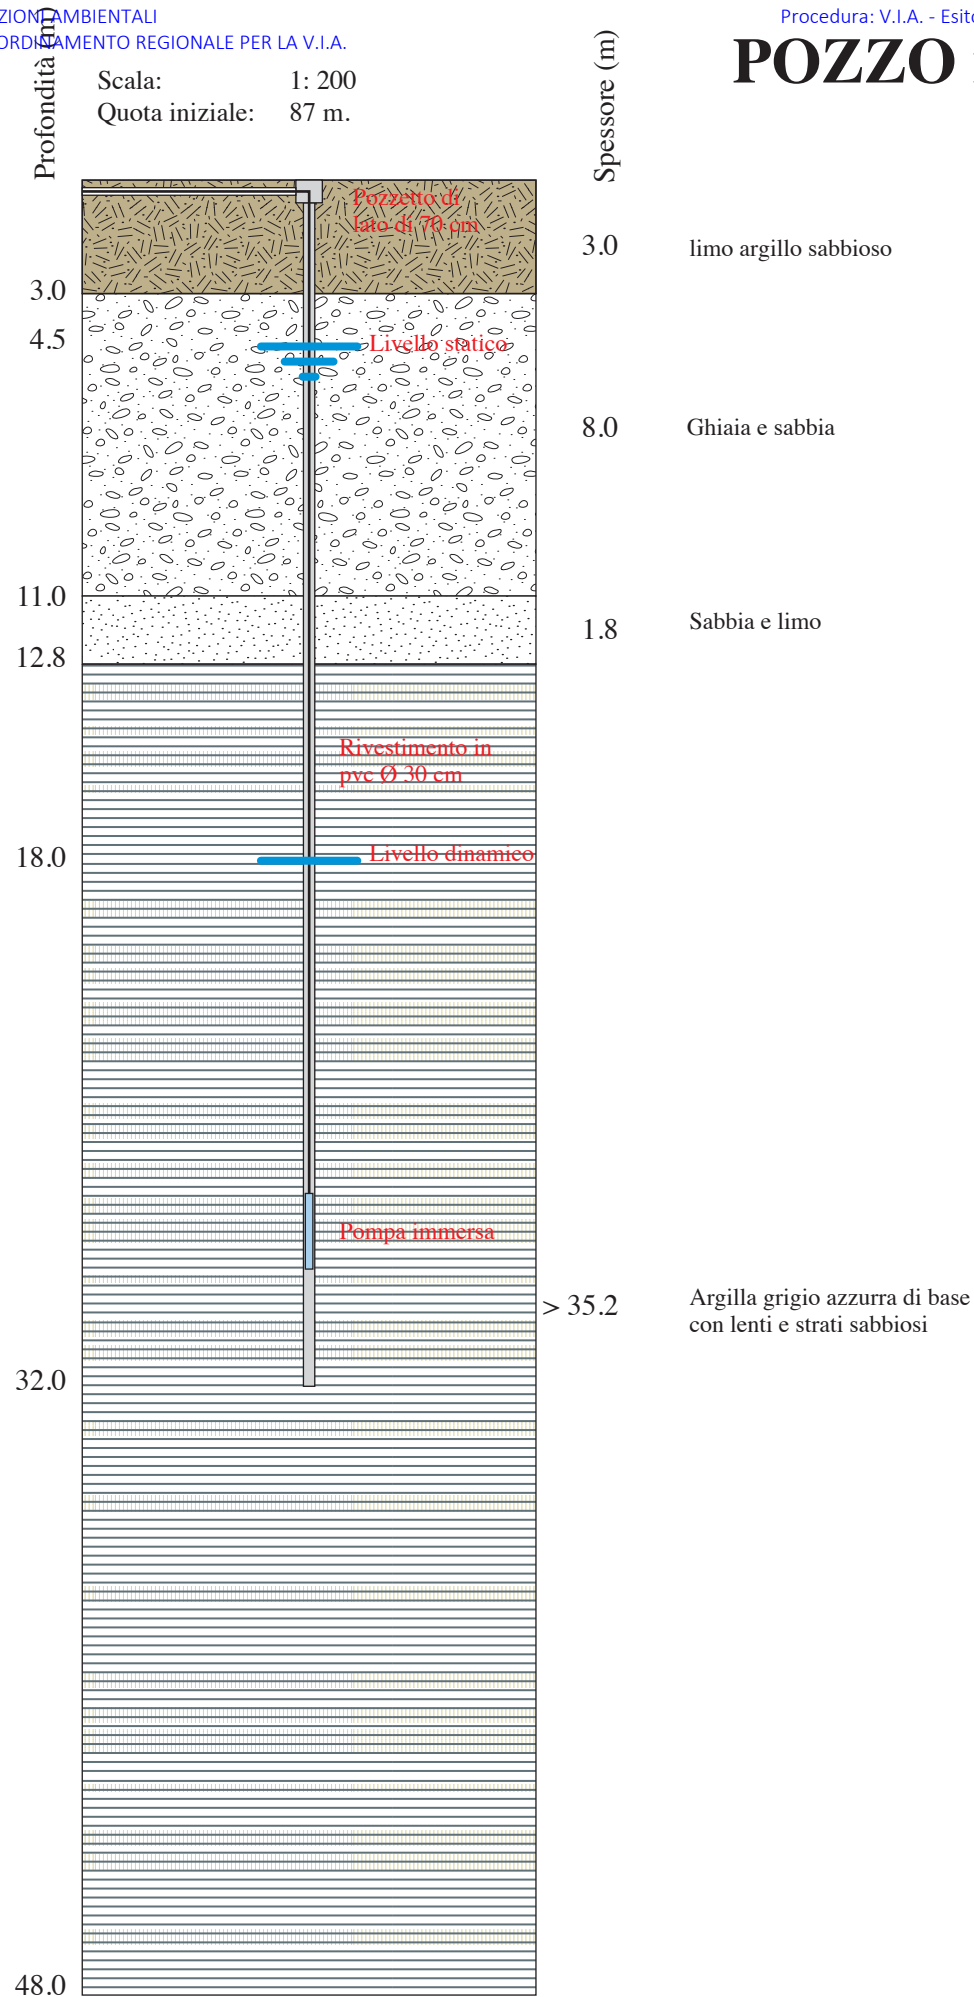 AMBIENTALI
REGIONALE PER LA V.I.A.
Procedura: V.I.A. - Esito
POZZO
Profondità (m)
Spessore (m)
Scala: 1: 200
Quota iniziale: 87 m.
Pozzetto di
lato di 70 cm
3.0 limo argillo sabbioso
3.0
4.5
Livello statico
8.0 Ghiaia e sabbia
11.0
1.8 Sabbia e limo
12.8
Rivestimento in
pvc Ø 30 cm
18.0
Livello dinamico
Pompa immersa
> 35.2 Argilla grigio azzurra di base
con lenti e strati sabbiosi
32.0
48.0